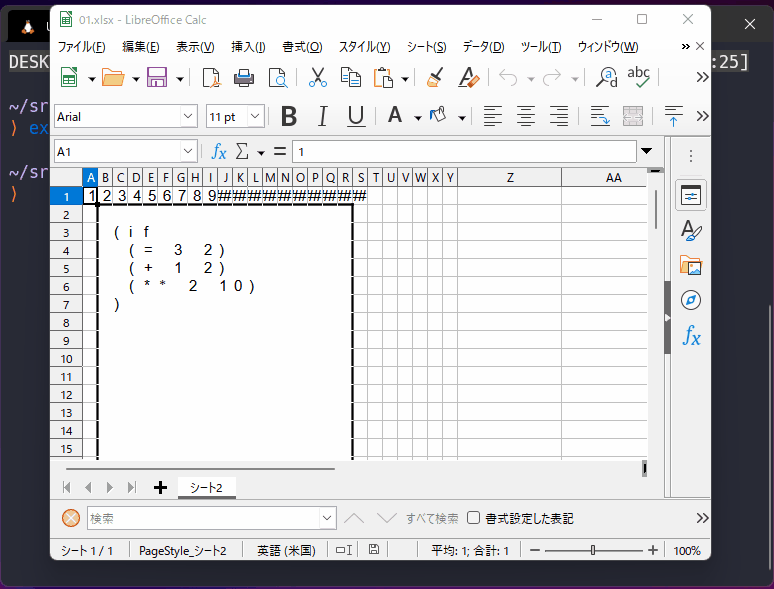 01.xlsx - LibreOffice Calc
DESK
:25]
ファイル(F) 編集(E) 表示(V) 挿入(I) 書式(O) スタイル(Y) シート(S) データ(D) ツール(T) ウィンドウ(W)
~/sr
) ex
~/sr
)
abc
Arial 11 pt B I U A
A1 fx Σ = 1
A B C D E F G H I J K L M N O P Q R S T U V W X Y Z AA
1 1 2 3 4 5 6 7 8 9 ####################
2
3 ( i f
4 ( = 3 2 )
5 ( + 1 2 )
6 ( * * 2 1 0 )
7 )
8
9
10
11
12
13
14
15
シート2
検索 すべて検索 書式設定した表記
シート 1 / 1 PageStyle_シート2 英語 (米国) 平均: 1; 合計: 1 100%